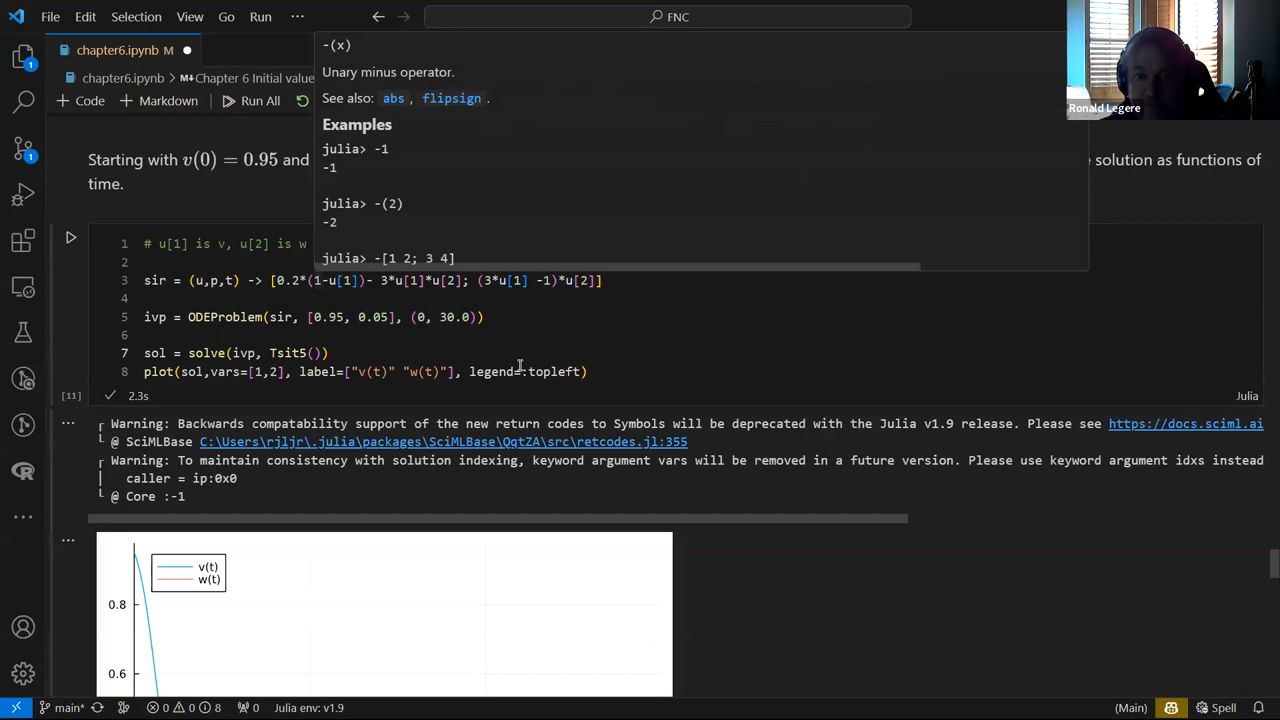 File Edit Selection View Go Run ··· FNC
chapter6.ipynb M
chapter6.ipynb > Chapter 6 Initial value
+ Code + Markdown Run All
Ronald Legere
-(x)
Unary minus operator.
See also: abs , flipsign .
Examples
julia> -1
-1
julia> -(2)
-2
julia> -[1 2; 3 4]
Starting with v(0) = 0.95 and
e solution as functions of
time.
1 # u[1] is v, u[2] is w
2
3 sir = (u,p,t) -> [0.2*(1-u[1])- 3*u[1]*u[2]; (3*u[1] -1)*u[2]]
4
5 ivp = ODEProblem(sir, [0.95, 0.05], (0, 30.0))
6
7 sol = solve(ivp, Tsit5())
8 plot(sol,vars=[1,2], label=["v(t)" "w(t)"], legend=:topleft)
[11] 2.3s Julia
┌ Warning: Backwards compatability support of the new return codes to Symbols will be deprecated with the Julia v1.9 release. Please see https://docs.sciml.ai
└ @ SciMLBase C:\Users\rjljr\.julia\packages\SciMLBase\QqtZA\src\retcodes.jl:355
┌ Warning: To maintain consistency with solution indexing, keyword argument vars will be removed in a future version. Please use keyword argument idxs instead
│ caller = ip:0x0
└ @ Core :-1
v(t)
w(t)
0.8
0.6
main* 0 0 8 0 Julia env: v1.9 (Main) Spell